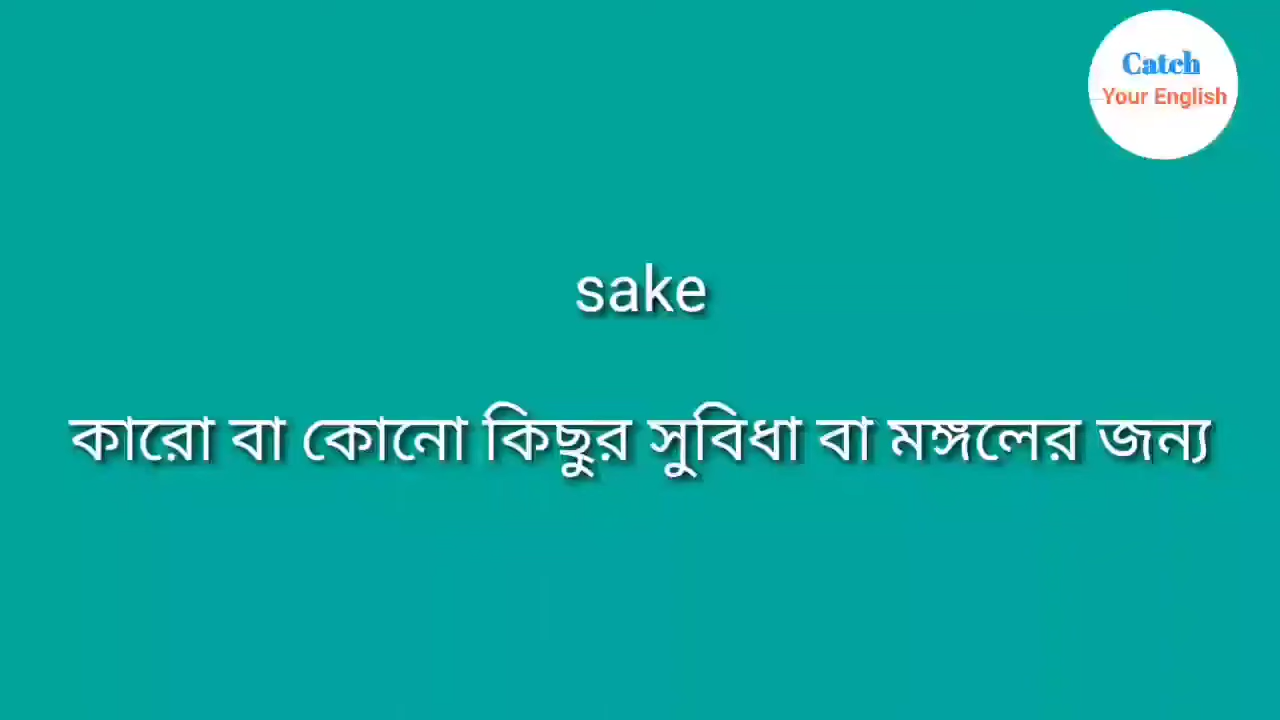 Catch
Your English
sake
কারো বা কোনো কিছুর সুবিধা বা মঙ্গলের জন্য